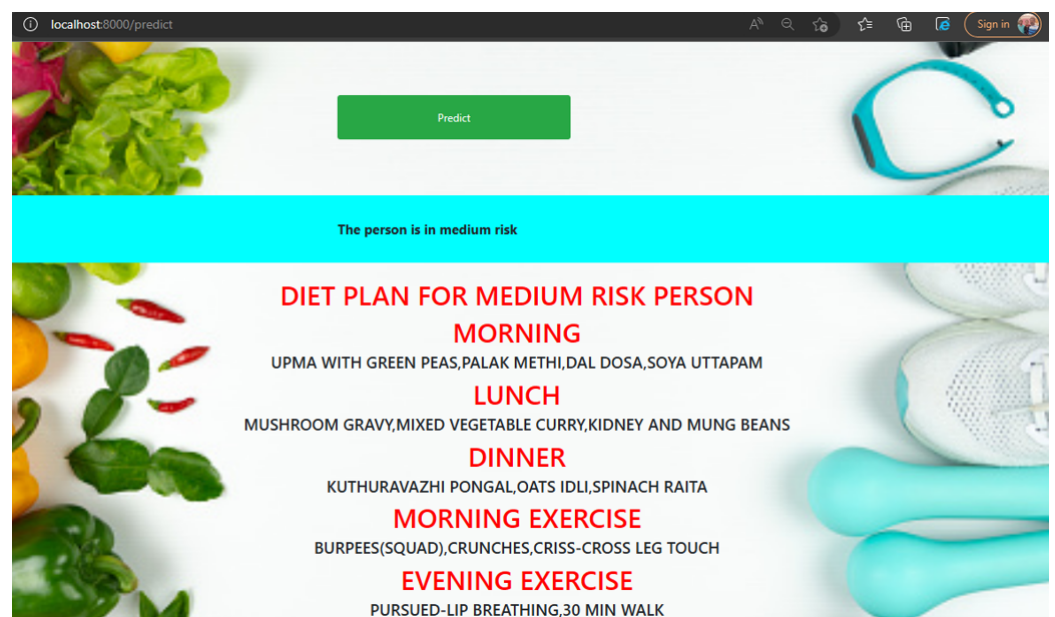 localhost:8000/predict
Sign in
Predict
The person is in medium risk
DIET PLAN FOR MEDIUM RISK PERSON
MORNING
UPMA WITH GREEN PEAS,PALAK METHI,DAL DOSA,SOYA UTTAPAM
LUNCH
MUSHROOM GRAVY,MIXED VEGETABLE CURRY,KIDNEY AND MUNG BEANS
DINNER
KUTHURAVAZHI PONGAL,OATS IDLI,SPINACH RAITA
MORNING EXERCISE
BURPEES(SQUAD),CRUNCHES,CRISS-CROSS LEG TOUCH
EVENING EXERCISE
PURSUED-LIP BREATHING,30 MIN WALK